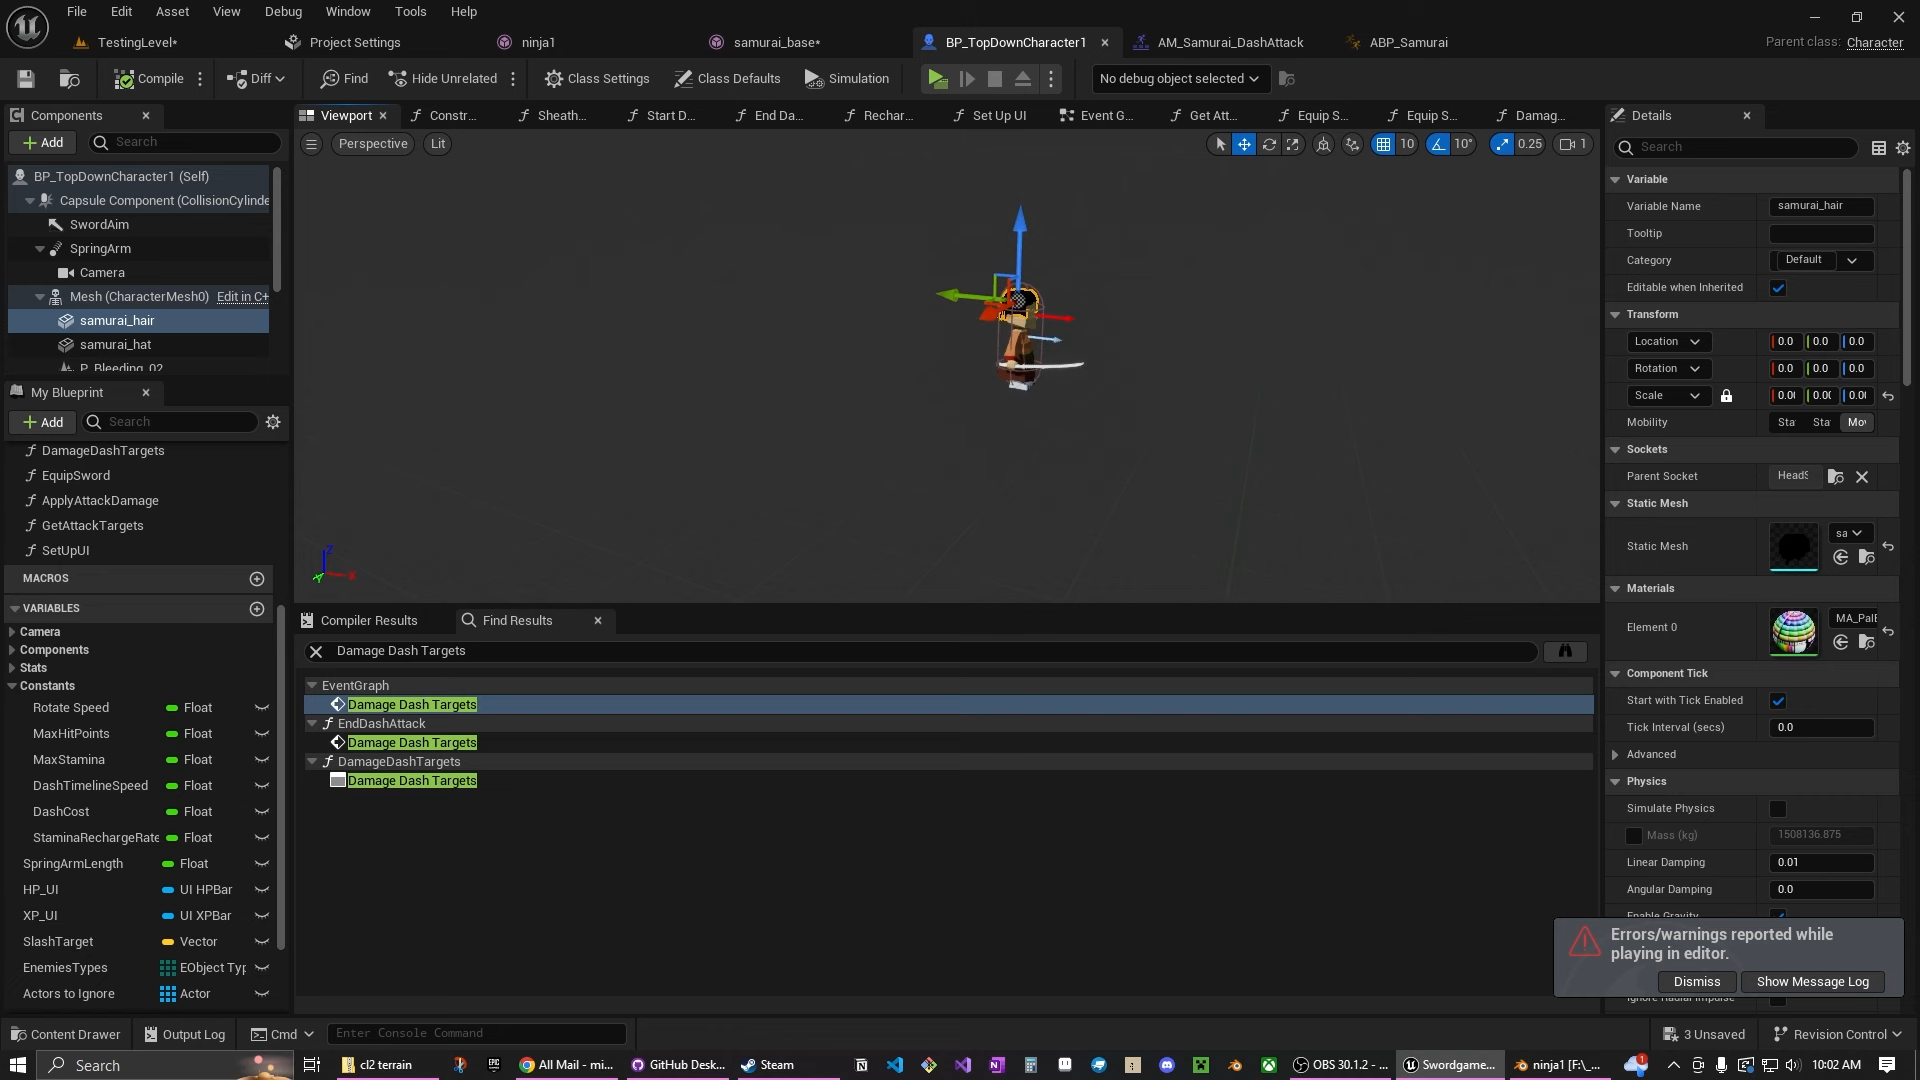 File Edit Asset View Debug Window Tools Help
TestingLevel* Project Settings ninja1 samurai_base* BP_TopDownCharacter1 AM_Samurai_DashAttack ABP_Samurai Parent class: Character
Compile Diff Find Hide Unrelated Class Settings Class Defaults Simulation No debug object selected
Components
Add Search
BP_TopDownCharacter1 (Self)
Capsule Component (CollisionCylinde
SwordAim
SpringArm
Camera
Mesh (CharacterMesh0) Edit in C+
samurai_hair
samurai_hat
P_Bleeding_02
My Blueprint
Add Search
DamageDashTargets
EquipSword
ApplyAttackDamage
GetAttackTargets
SetUpUI
MACROS
VARIABLES
Camera
Components
Stats
Constants
Rotate Speed Float
MaxHitPoints Float
MaxStamina Float
DashTimelineSpeed Float
DashCost Float
StaminaRechargeRate Float
SpringArmLength Float
HP_UI UI HPBar
XP_UI UI XPBar
SlashTarget Vector
EnemiesTypes EObject Typ
Actors to Ignore Actor
Viewport Constr... Sheath... Start D... End Da... Rechar... Set Up UI Event G... Get Att... Equip S... Equip S... Damag...
Perspective Lit 10 10° 0.25 1
Z
X
Y
Compiler Results Find Results
Damage Dash Targets
EventGraph
Damage Dash Targets
EndDashAttack
Damage Dash Targets
DamageDashTargets
Damage Dash Targets
Details
Search
Variable
Variable Name samurai_hair
Tooltip
Category Default
Editable when Inherited
Transform
Location 0.0 0.0 0.0
Rotation 0.0 0.0 0.0
Scale 0.0 0.0 0.0
Mobility Sta Sta Mov
Sockets
Parent Socket HeadS
Static Mesh
Static Mesh sa
Materials
Element 0 MA_Pall
Component Tick
Start with Tick Enabled
Tick Interval (secs) 0.0
Advanced
Physics
Simulate Physics
Mass (kg) 1508136.875
Linear Damping 0.01
Angular Damping 0.0
Enable Gravity
Errors/warnings reported while
playing in editor.
Dismiss Show Message Log
Ignore Radial Impulse
Content Drawer Output Log Cmd Enter Console Command 3 Unsaved Revision Control
Search cl2 terrain EPIC All Mail - mi... GitHub Desk... Steam OBS 30.1.2 - ... Swordgame... ninja1 [F:\_... 1 10:02 AM